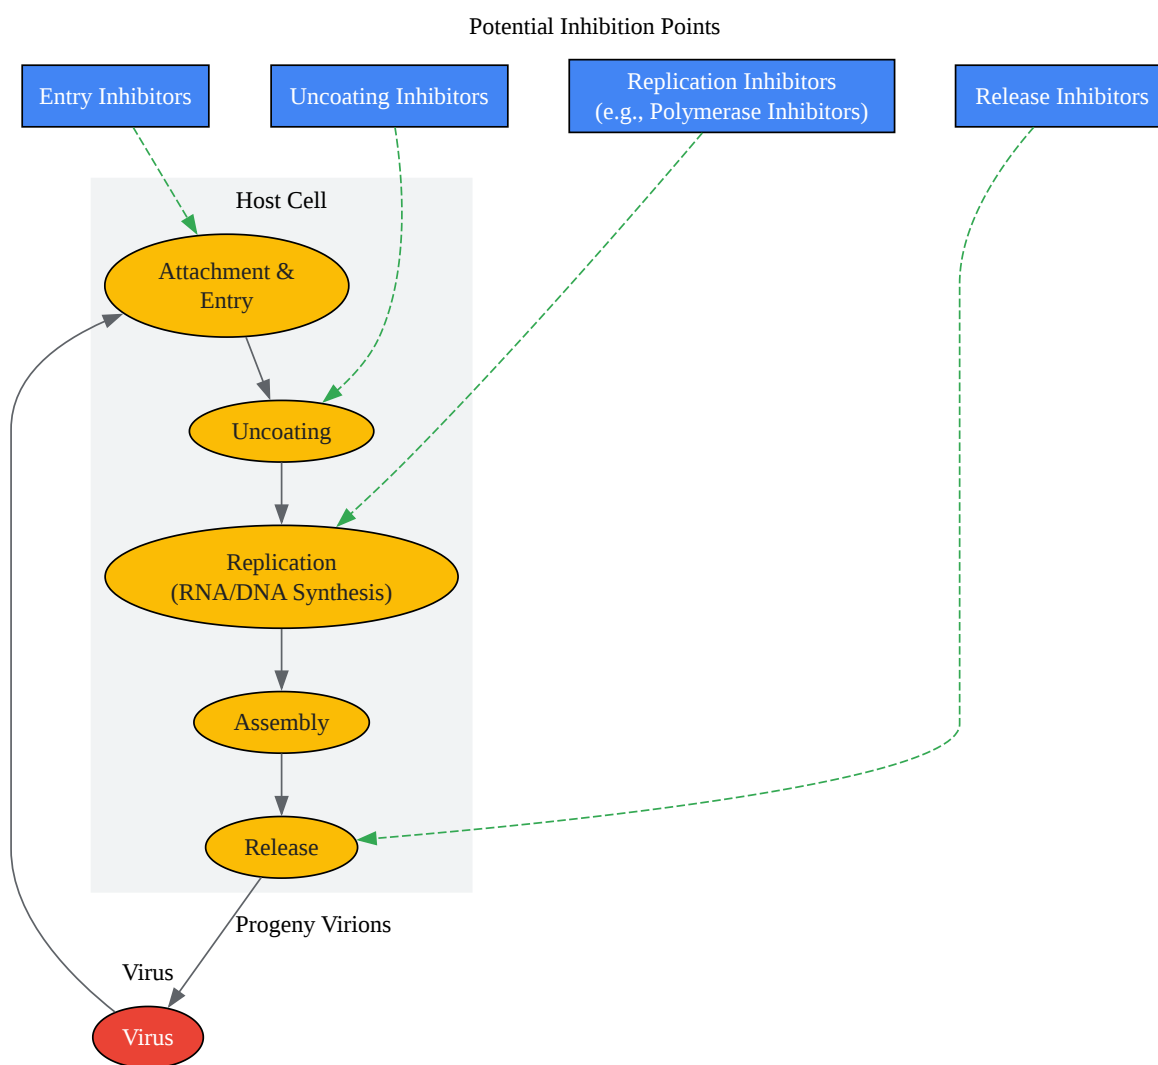 Potential Inhibition Points
Entry Inhibitors
Uncoating Inhibitors
Replication Inhibitors
(e.g., Polymerase Inhibitors)
Release Inhibitors
Host Cell
Attachment &
Entry
Uncoating
Replication
(RNA/DNA Synthesis)
Assembly
Release
Progeny Virions
Virus
Virus